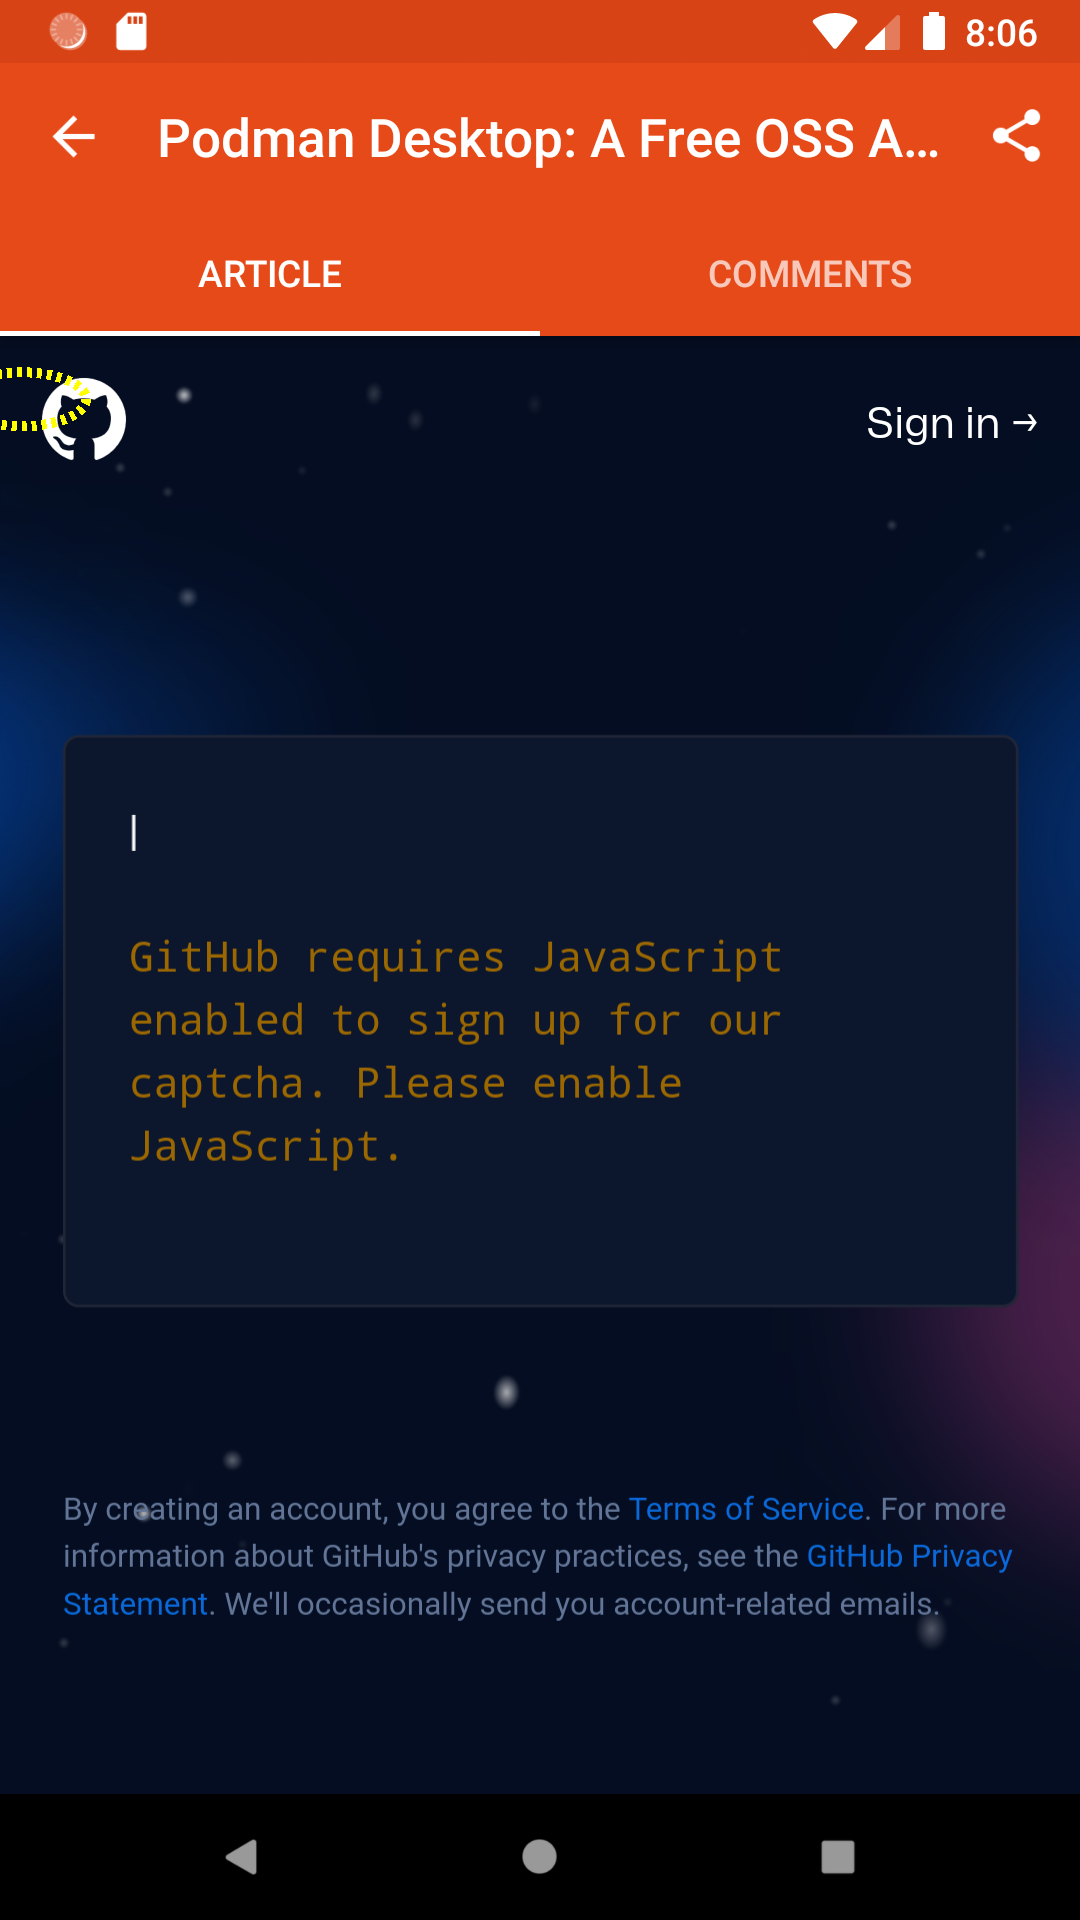 8:06
Podman Desktop: A Free OSS A...
ARTICLE
COMMENTS
Sign in →
GitHub requires JavaScript
enabled to sign up for our
captcha. Please enable
JavaScript.
By creating an account, you agree to the Terms of Service. For more
information about GitHub's privacy practices, see the GitHub Privacy
Statement. We'll occasionally send you account-related emails.